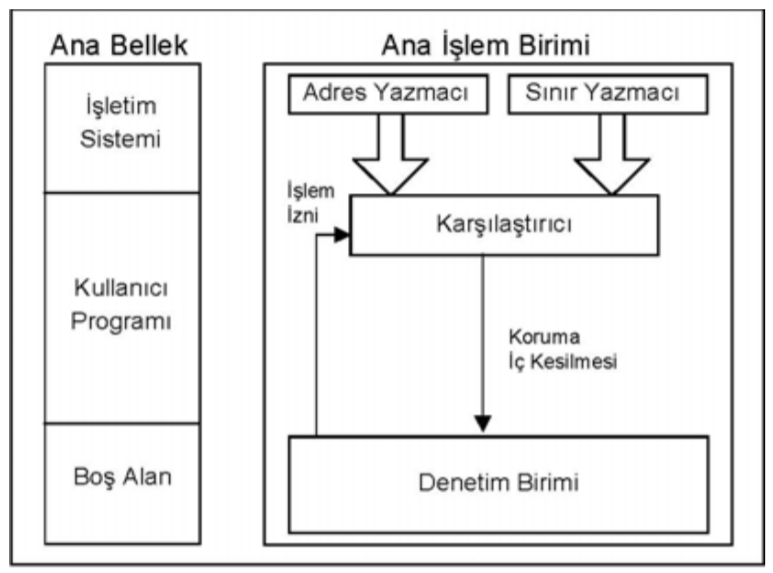 Ana Bellek
İşletim
Sistemi
Kullanıcı
Programı
Boş Alan
Ana İşlem Birimi
Adres Yazmacı
Sınır Yazmacı
İşlem
İzni
Karşılaştırıcı
Koruma
İç Kesilmesi
Denetim Birimi